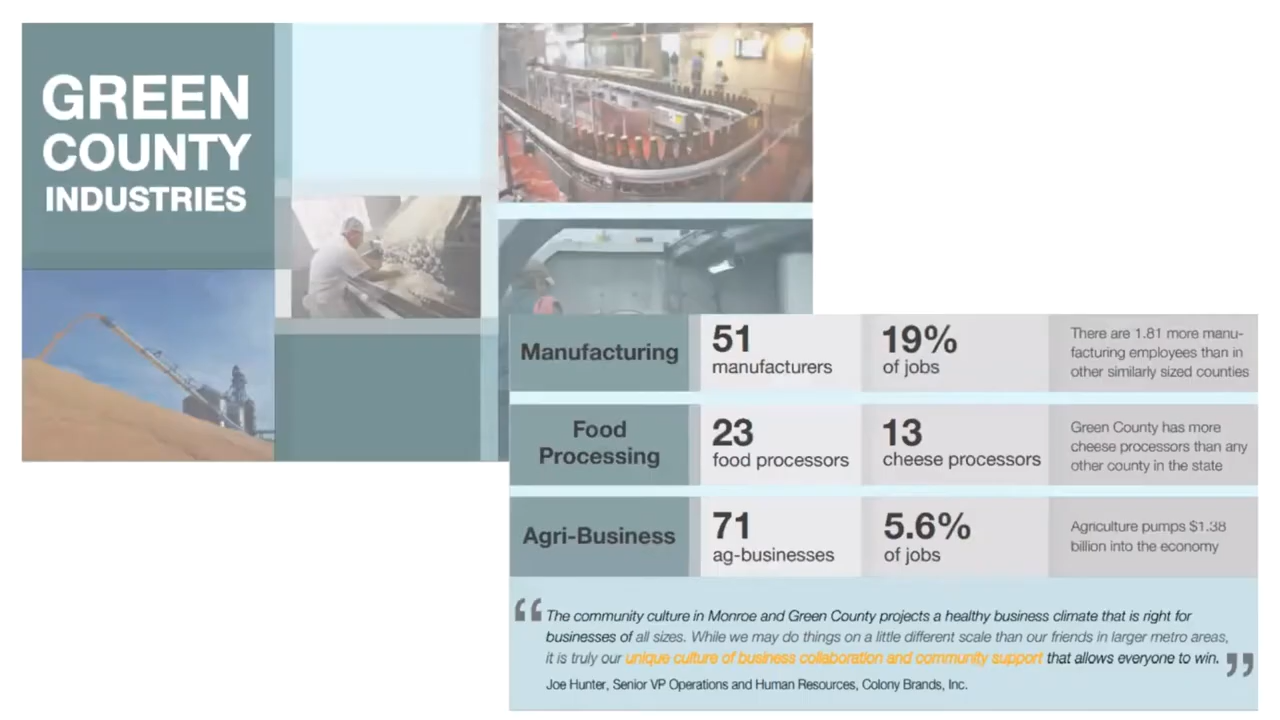 GREEN
COUNTY
INDUSTRIES
Manufacturing
51
manufacturers
19%
of jobs
There are 1.81 more manu-
facturing employees than in
other similarly sized counties
Food
Processing
23
food processors
13
cheese processors
Green County has more
cheese processors than any
other county in the state
Agri-Business
71
ag-businesses
5.6%
of jobs
Agriculture pumps $1.38
billion into the economy
“The community culture in Monroe and Green County projects a healthy business climate that is right for
businesses of all sizes. While we may do things on a little different scale than our friends in larger metro areas,
it is truly our unique culture of business collaboration and community support that allows everyone to win.”
Joe Hunter, Senior VP Operations and Human Resources, Colony Brands, Inc.